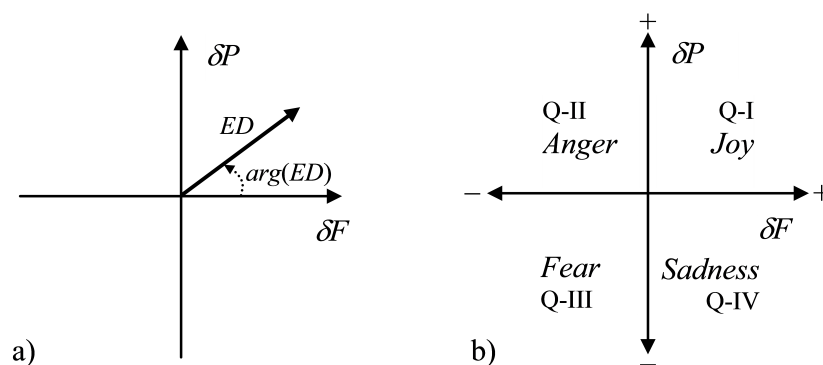 δP
ED
arg(ED)
δF
a)
+
δP
Q-II
Q-I
Anger
Joy
−
+
δF
Fear
Sadness
Q-III
Q-IV
−
b)